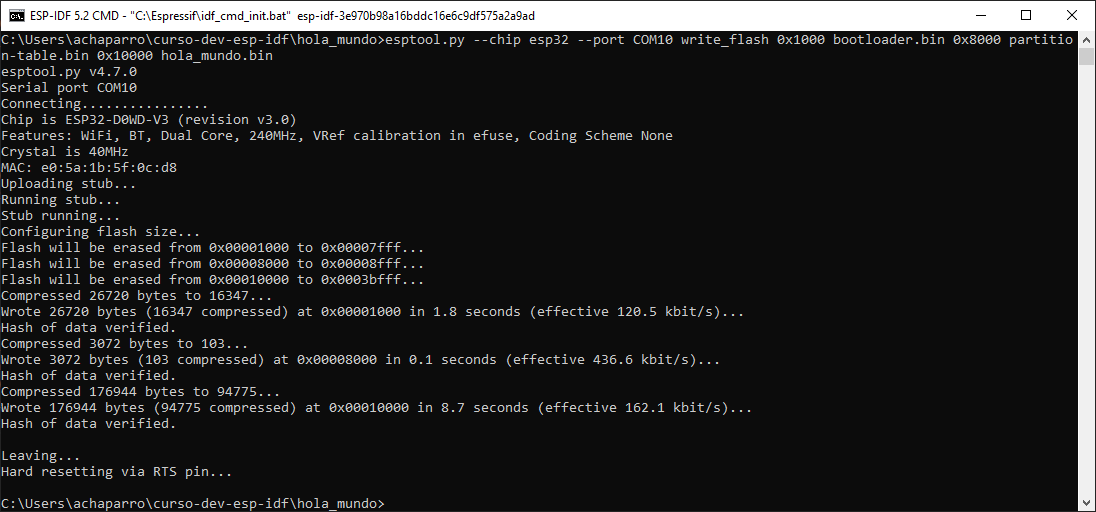 ESP-IDF 5.2 CMD - "C:\Espressif\idf_cmd_init.bat" esp-idf-3e970b98a16bddc16e6c9df575a2a9ad
C:\Users\achaparro\curso-dev-esp-idf\hola_mundo>esptool.py --chip esp32 --port COM10 write_flash 0x1000 bootloader.bin 0x8000 partitio
n-table.bin 0x10000 hola_mundo.bin
esptool.py v4.7.0
Serial port COM10
Connecting................
Chip is ESP32-D0WD-V3 (revision v3.0)
Features: WiFi, BT, Dual Core, 240MHz, VRef calibration in efuse, Coding Scheme None
Crystal is 40MHz
MAC: e0:5a:1b:5f:0c:d8
Uploading stub...
Running stub...
Stub running...
Configuring flash size...
Flash will be erased from 0x00001000 to 0x00007fff...
Flash will be erased from 0x00008000 to 0x00008fff...
Flash will be erased from 0x00010000 to 0x0003bfff...
Compressed 26720 bytes to 16347...
Wrote 26720 bytes (16347 compressed) at 0x00001000 in 1.8 seconds (effective 120.5 kbit/s)...
Hash of data verified.
Compressed 3072 bytes to 103...
Wrote 3072 bytes (103 compressed) at 0x00008000 in 0.1 seconds (effective 436.6 kbit/s)...
Hash of data verified.
Compressed 176944 bytes to 94775...
Wrote 176944 bytes (94775 compressed) at 0x00010000 in 8.7 seconds (effective 162.1 kbit/s)...
Hash of data verified.
Leaving...
Hard resetting via RTS pin...
C:\Users\achaparro\curso-dev-esp-idf\hola_mundo>